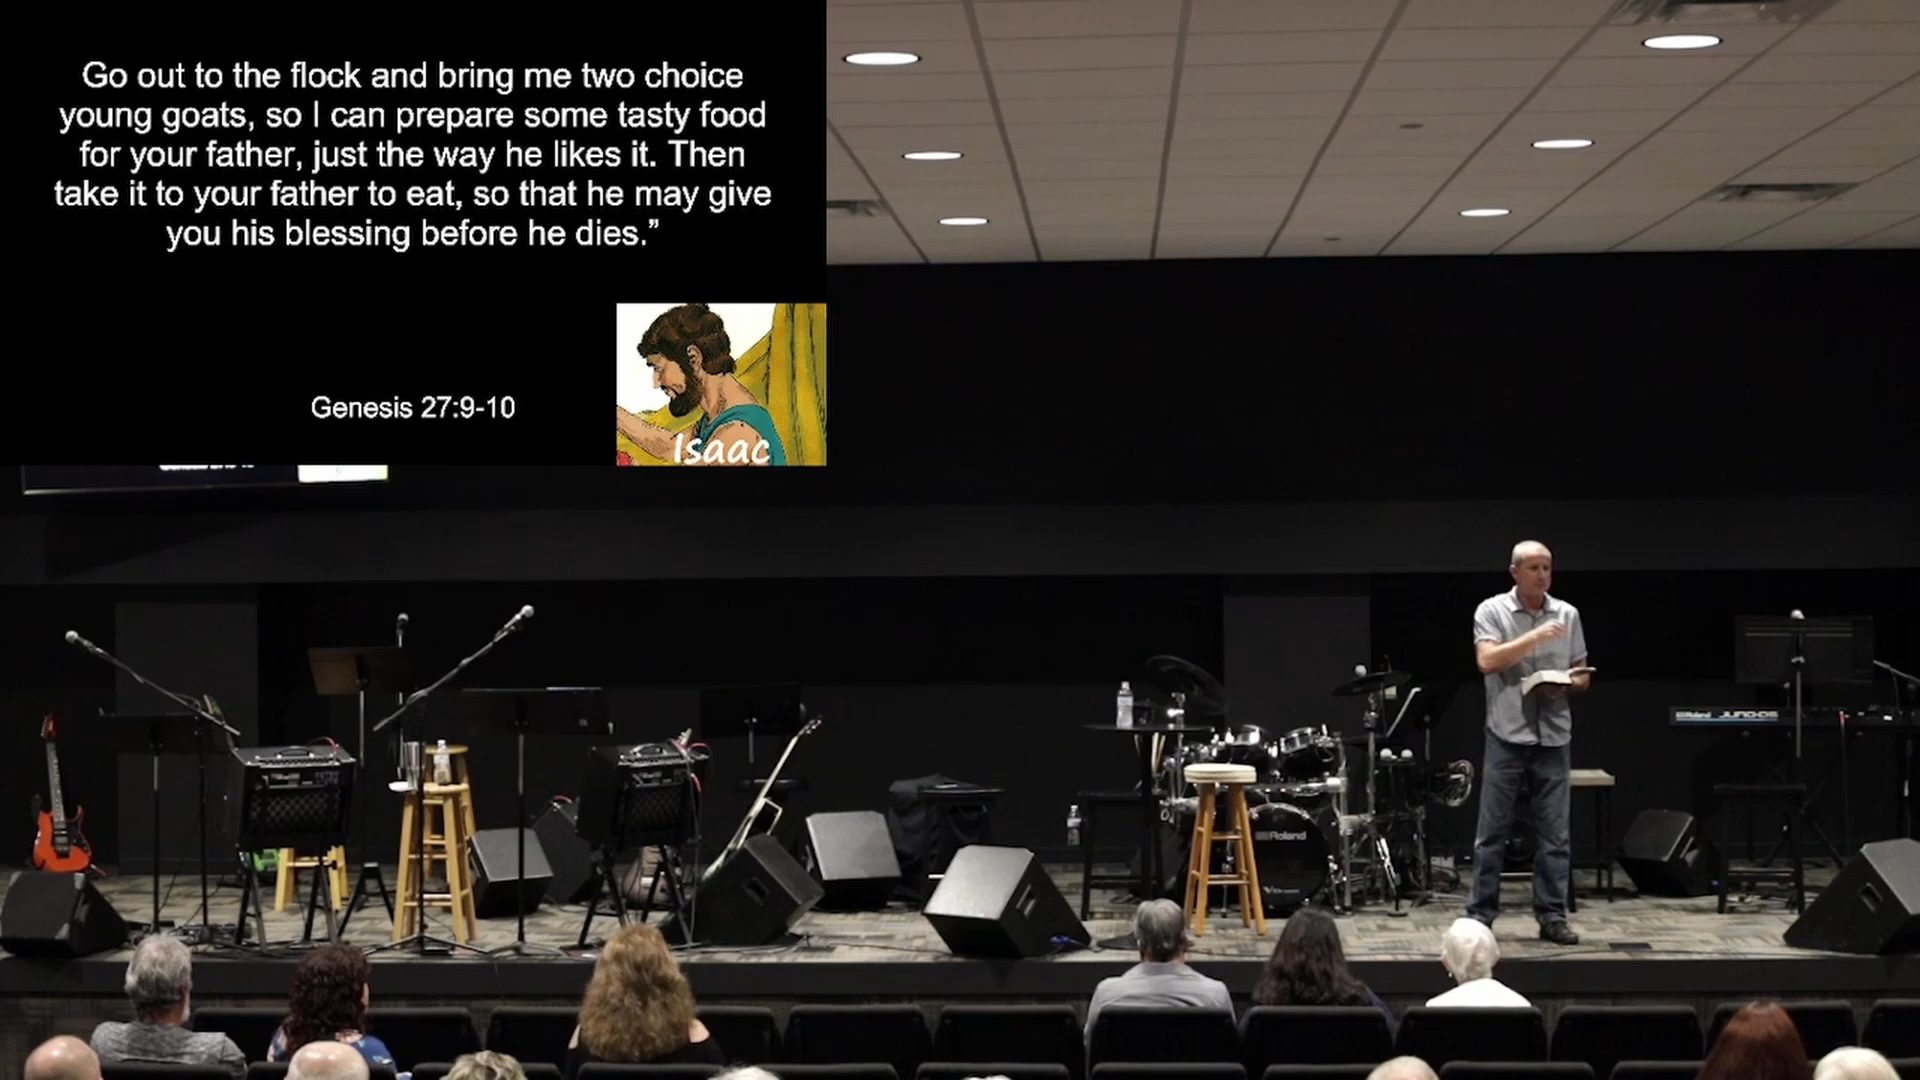 Go out to the flock and bring me two choice
young goats, so I can prepare some tasty food
for your father, just the way he likes it. Then
take it to your father to eat, so that he may give
you his blessing before he dies.”
Genesis 27:9-10
Isaac
Roland JUNO-DS
Roland